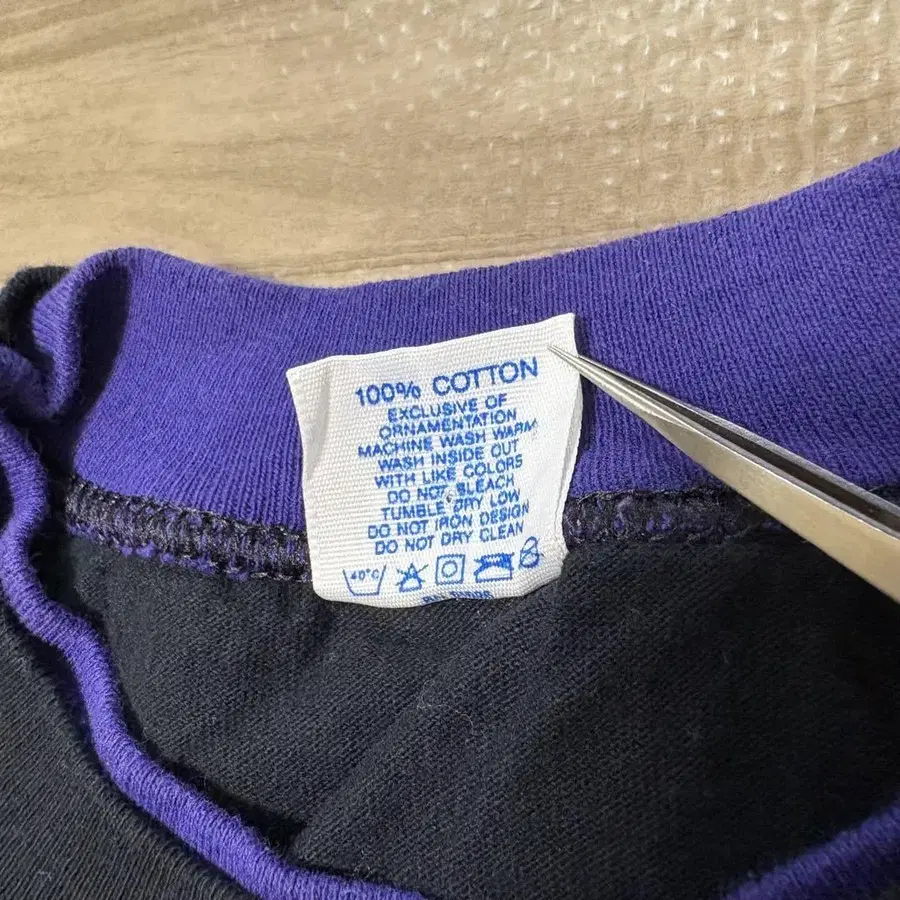 100% COTTON
EXCLUSIVE OF
ORNAMENTATION
MACHINE WASH WARM
WASH INSIDE OUT
WITH LIKE COLORS
DO NOT BLEACH
TUMBLE DRY LOW
DO NOT IRON DESIGN
DO NOT DRY CLEAN
40°C